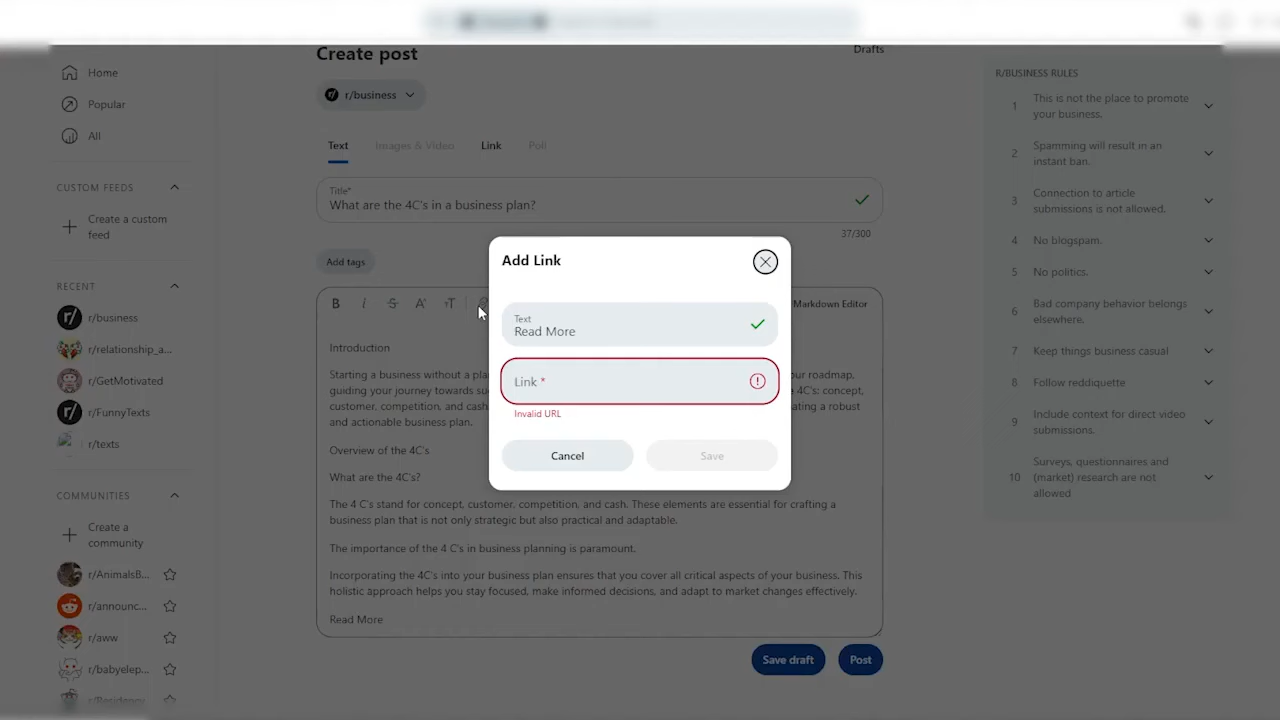 Create post
Drafts
r/business
Text
Images & Video
Link
Poll
Title*
What are the 4C's in a business plan?
37/300
Add tags
Markdown Editor
Introduction
Starting a business without a pla
our roadmap,
guiding your journey towards su
4C's: concept,
customer, competition, and cash
ating a robust
and actionable business plan.
Overview of the 4C's
What are the 4C's?
The 4 C's stand for concept, customer, competition, and cash. These elements are essential for crafting a
business plan that is not only strategic but also practical and adaptable.
The importance of the 4 C's in business planning is paramount.
Incorporating the 4C's into your business plan ensures that you cover all critical aspects of your business. This
holistic approach helps you stay focused, make informed decisions, and adapt to market changes effectively.
Read More
Save draft
Post
Add Link
Text
Read More
Link *
Invalid URL
Cancel
Save
Home
Popular
All
CUSTOM FEEDS
Create a custom
feed
RECENT
r/business
r/relationship_a...
r/GetMotivated
r/FunnyTexts
r/texts
COMMUNITIES
Create a
community
r/AnimalsB...
r/announc...
r/aww
r/babyelep...
r/Residency
R/BUSINESS RULES
1 This is not the place to promote
your business.
2 Spamming will result in an
instant ban.
3 Connection to article
submissions is not allowed.
4 No blogspam.
5 No politics.
6 Bad company behavior belongs
elsewhere.
7 Keep things business casual
8 Follow reddiquette
9 Include context for direct video
submissions.
10 Surveys, questionnaires and
(market) research are not
allowed